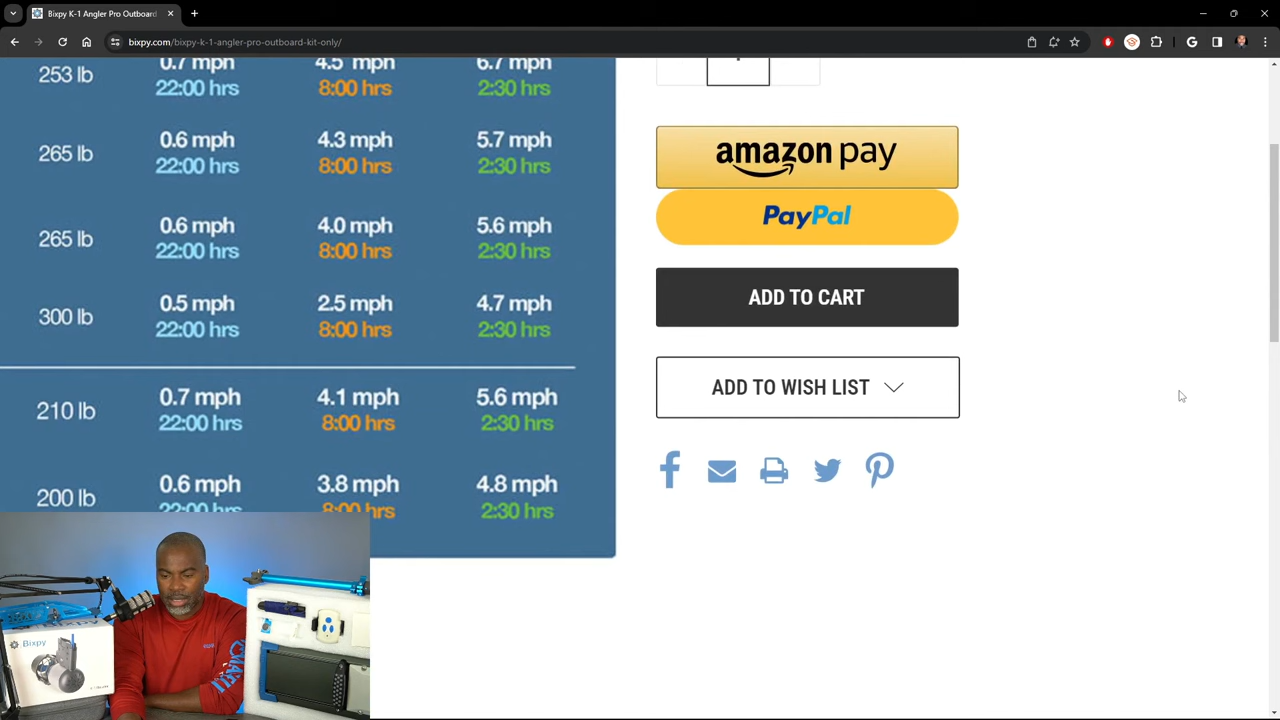 Bixpy K-1 Angler Pro Outboard
bixpy.com/bixpy-k-1-angler-pro-outboard-kit-only/
253 lb 0.7 mph 4.5 mph 6.7 mph
22:00 hrs 8:00 hrs 2:30 hrs
265 lb 0.6 mph 4.3 mph 5.7 mph
22:00 hrs 8:00 hrs 2:30 hrs
265 lb 0.6 mph 4.0 mph 5.6 mph
22:00 hrs 8:00 hrs 2:30 hrs
300 lb 0.5 mph 2.5 mph 4.7 mph
22:00 hrs 8:00 hrs 2:30 hrs
210 lb 0.7 mph 4.1 mph 5.6 mph
22:00 hrs 8:00 hrs 2:30 hrs
200 lb 0.6 mph 3.8 mph 4.8 mph
22:00 hrs 8:00 hrs 2:30 hrs
amazon pay
PayPal
ADD TO CART
ADD TO WISH LIST
Bixpy